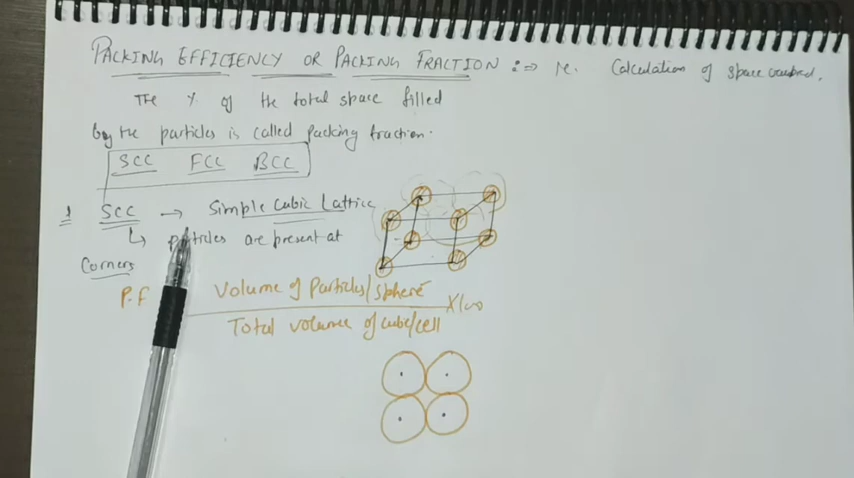 PACKING EFFICIENCY OR PACKING FRACTION :⇒ Calculation of space occupied.
The % of the total space filled
by the particles is called packing fraction.
SCC FCC BCC
1 SCC → Simple Cubic Lattice
↳ particles are present at
Corners
P.F Volume of Particles/sphere
Total volume of cube/cell X100